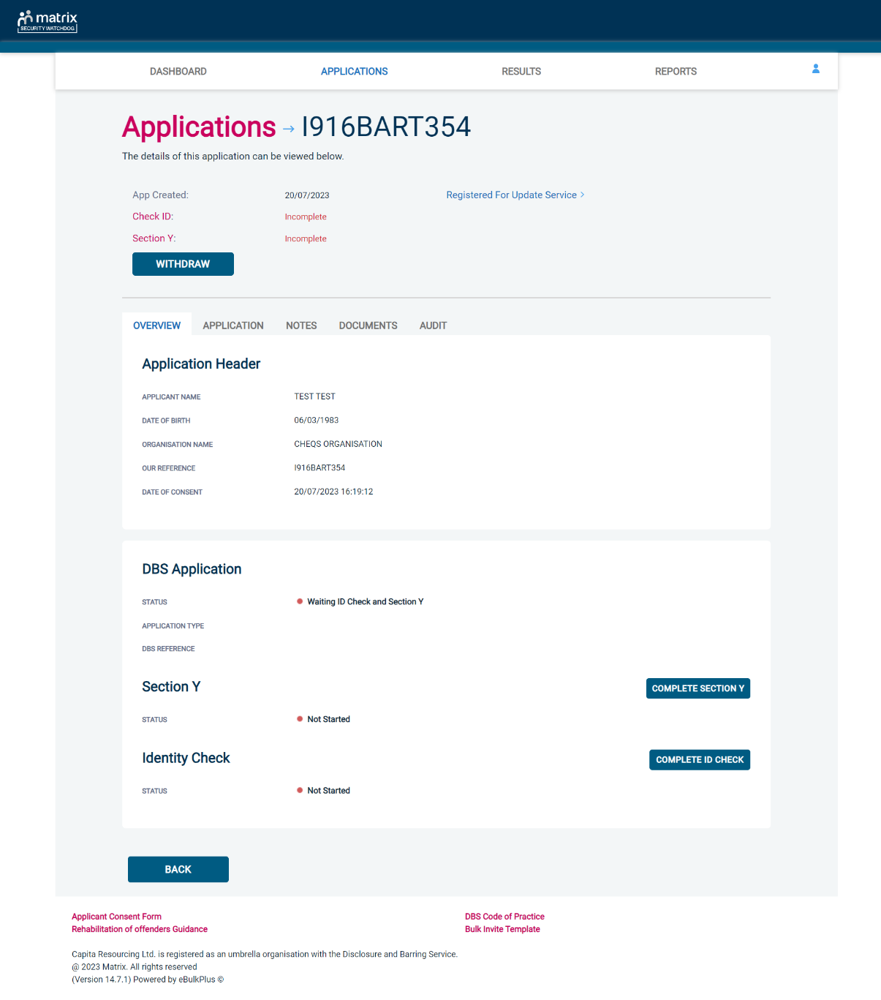 matrix
SECURITY WATCHDOG
DASHBOARD APPLICATIONS RESULTS REPORTS
Applications → I916BART354
The details of this application can be viewed below.
App Created: 20/07/2023 Registered For Update Service >
Check ID: Incomplete
Section Y: Incomplete
WITHDRAW
OVERVIEW APPLICATION NOTES DOCUMENTS AUDIT
Application Header
APPLICANT NAME TEST TEST
DATE OF BIRTH 06/03/1983
ORGANISATION NAME CHEQS ORGANISATION
OUR REFERENCE I916BART354
DATE OF CONSENT 20/07/2023 16:19:12
DBS Application
STATUS Waiting ID Check and Section Y
APPLICATION TYPE
DBS REFERENCE
Section Y COMPLETE SECTION Y
STATUS Not Started
Identity Check COMPLETE ID CHECK
STATUS Not Started
BACK
Applicant Consent Form DBS Code of Practice
Rehabilitation of offenders Guidance Bulk Invite Template
Capita Resourcing Ltd. is registered as an umbrella organisation with the Disclosure and Barring Service.
@ 2023 Matrix. All rights reserved
(Version 14.7.1) Powered by eBulkPlus ©